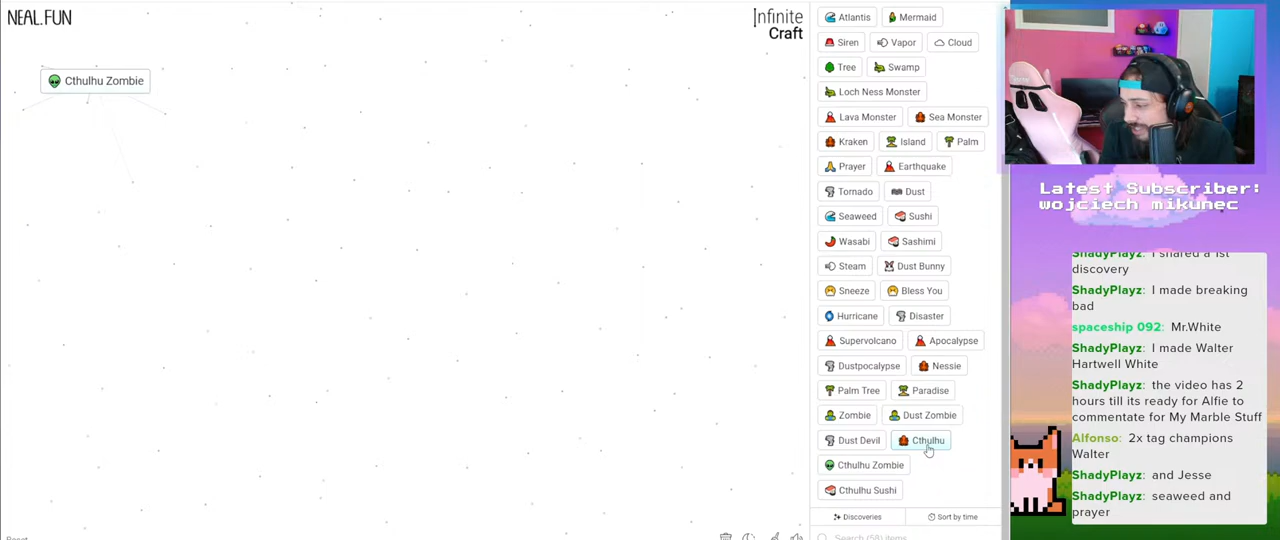 NEAL.FUN
Infinite
Craft
Cthulhu Zombie
Atlantis Mermaid
Siren Vapor Cloud
Tree Swamp
Loch Ness Monster
Lava Monster Sea Monster
Kraken Island Palm
Prayer Earthquake
Tornado Dust
Seaweed Sushi
Wasabi Sashimi
Steam Dust Bunny
Sneeze Bless You
Hurricane Disaster
Supervolcano Apocalypse
Dustpocalypse Nessie
Palm Tree Paradise
Zombie Dust Zombie
Dust Devil Cthulhu
Cthulhu Zombie
Cthulhu Sushi
Discoveries Sort by time
Search (58) items...
Reset
Latest Subscriber:
wojciech mikunec
ShadyPlayz: I shared a 1st
discovery
ShadyPlayz: I made breaking
bad
spaceship 092: Mr.White
ShadyPlayz: I made Walter
Hartwell White
ShadyPlayz: the video has 2
hours till its ready for Alfie to
commentate for My Marble Stuff
Alfonso: 2x tag champions
Walter
ShadyPlayz: and Jesse
ShadyPlayz: seaweed and
prayer